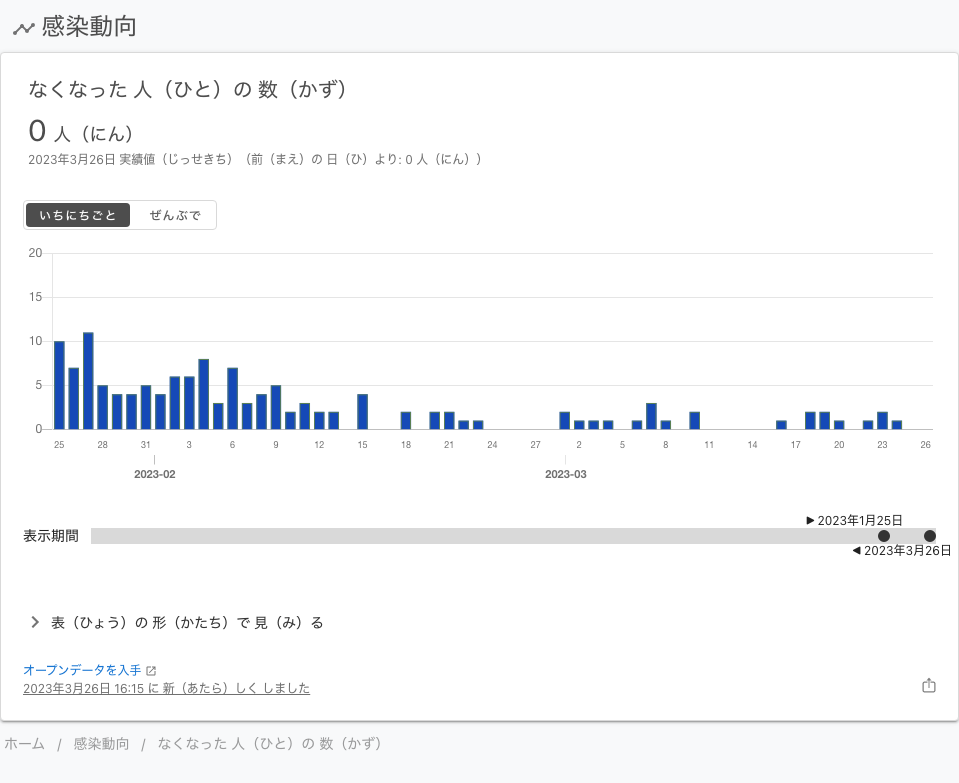 感染動向
なくなった 人（ひと）の 数（かず）
0 人（にん）
2023年3月26日 実績値（じっせきち）（前（まえ）の 日（ひ）より: 0 人（にん））
いちにちごと ぜんぶで
20
15
10
5
0
25 28 31 3 6 9 12 15 18 21 24 27 2 5 8 11 14 17 20 23 26
2023-02 2023-03
▶ 2023年1月25日
表示期間
◀ 2023年3月26日
表（ひょう）の 形（かたち）で 見（み）る
オープンデータを入手
2023年3月26日 16:15 に 新（あたら）しく しました
ホーム / 感染動向 / なくなった 人（ひと）の 数（かず）